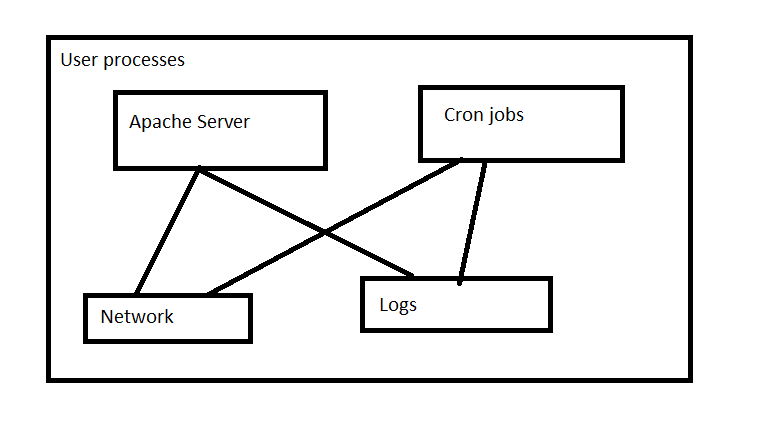 User processes
Apache Server
Cron jobs
Network
Logs